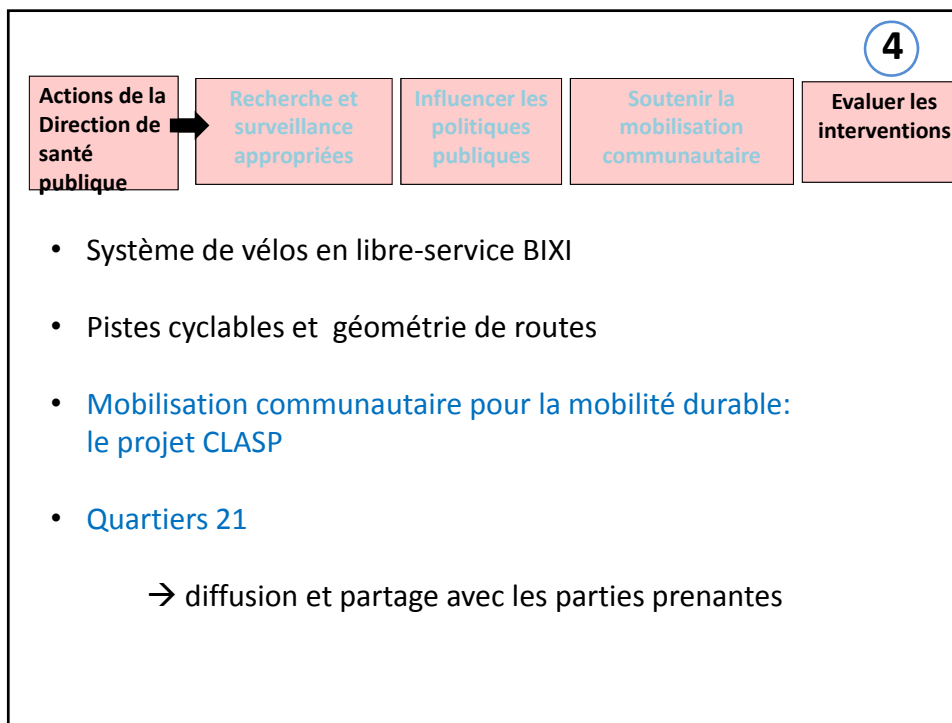 4
Actions de la
Direction de
santé
publique
Recherche et
surveillance
appropriées
Influencer les
politiques
publiques
Soutenir la
mobilisation
communautaire
Evaluer les
interventions
• Système de vélos en libre-service BIXI
• Pistes cyclables et géométrie de routes
• Mobilisation communautaire pour la mobilité durable:
le projet CLASP
• Quartiers 21
→ diffusion et partage avec les parties prenantes